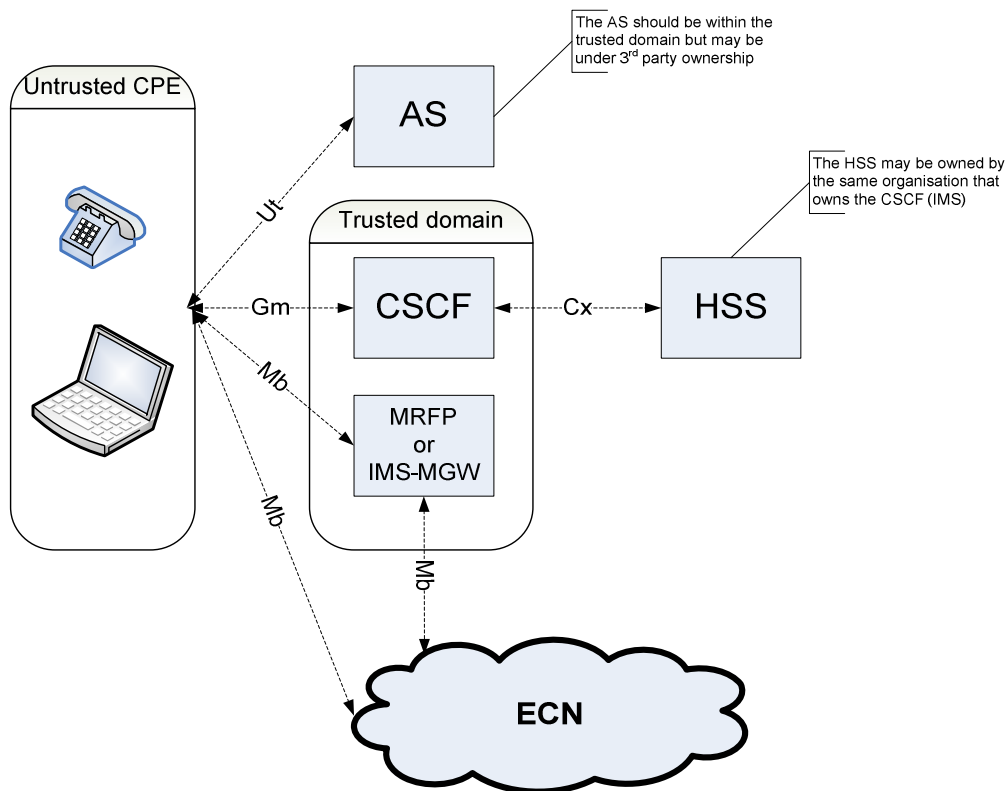 The AS should be within the
trusted domain but may be
under 3rd party ownership
Untrusted CPE
AS
The HSS may be owned by
the same organisation that
owns the CSCF (IMS)
Ut
Trusted domain
Gm
CSCF
Cx
HSS
Mb
MRFP
or
IMS-MGW
Mb
Mb
ECN